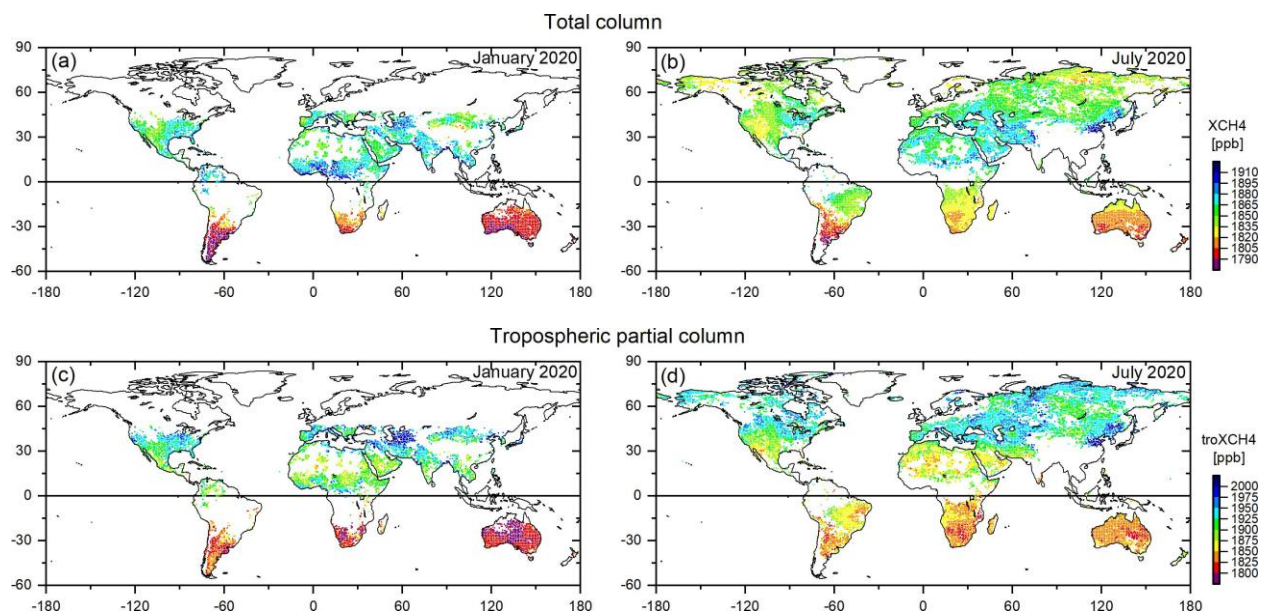 Total column
(a)
January 2020
90
60
30
0
-30
-60
-180 -120 -60 0 60 120 180
(b)
July 2020
90
60
30
0
-30
-60
-180 -120 -60 0 60 120 180
XCH4
[ppb]
1910
1895
1880
1865
1850
1835
1820
1805
1790
Tropospheric partial column
(c)
January 2020
90
60
30
0
-30
-60
-180 -120 -60 0 60 120 180
(d)
July 2020
90
60
30
0
-30
-60
-180 -120 -60 0 60 120 180
troXCH4
[ppb]
2000
1975
1950
1925
1900
1875
1850
1825
1800